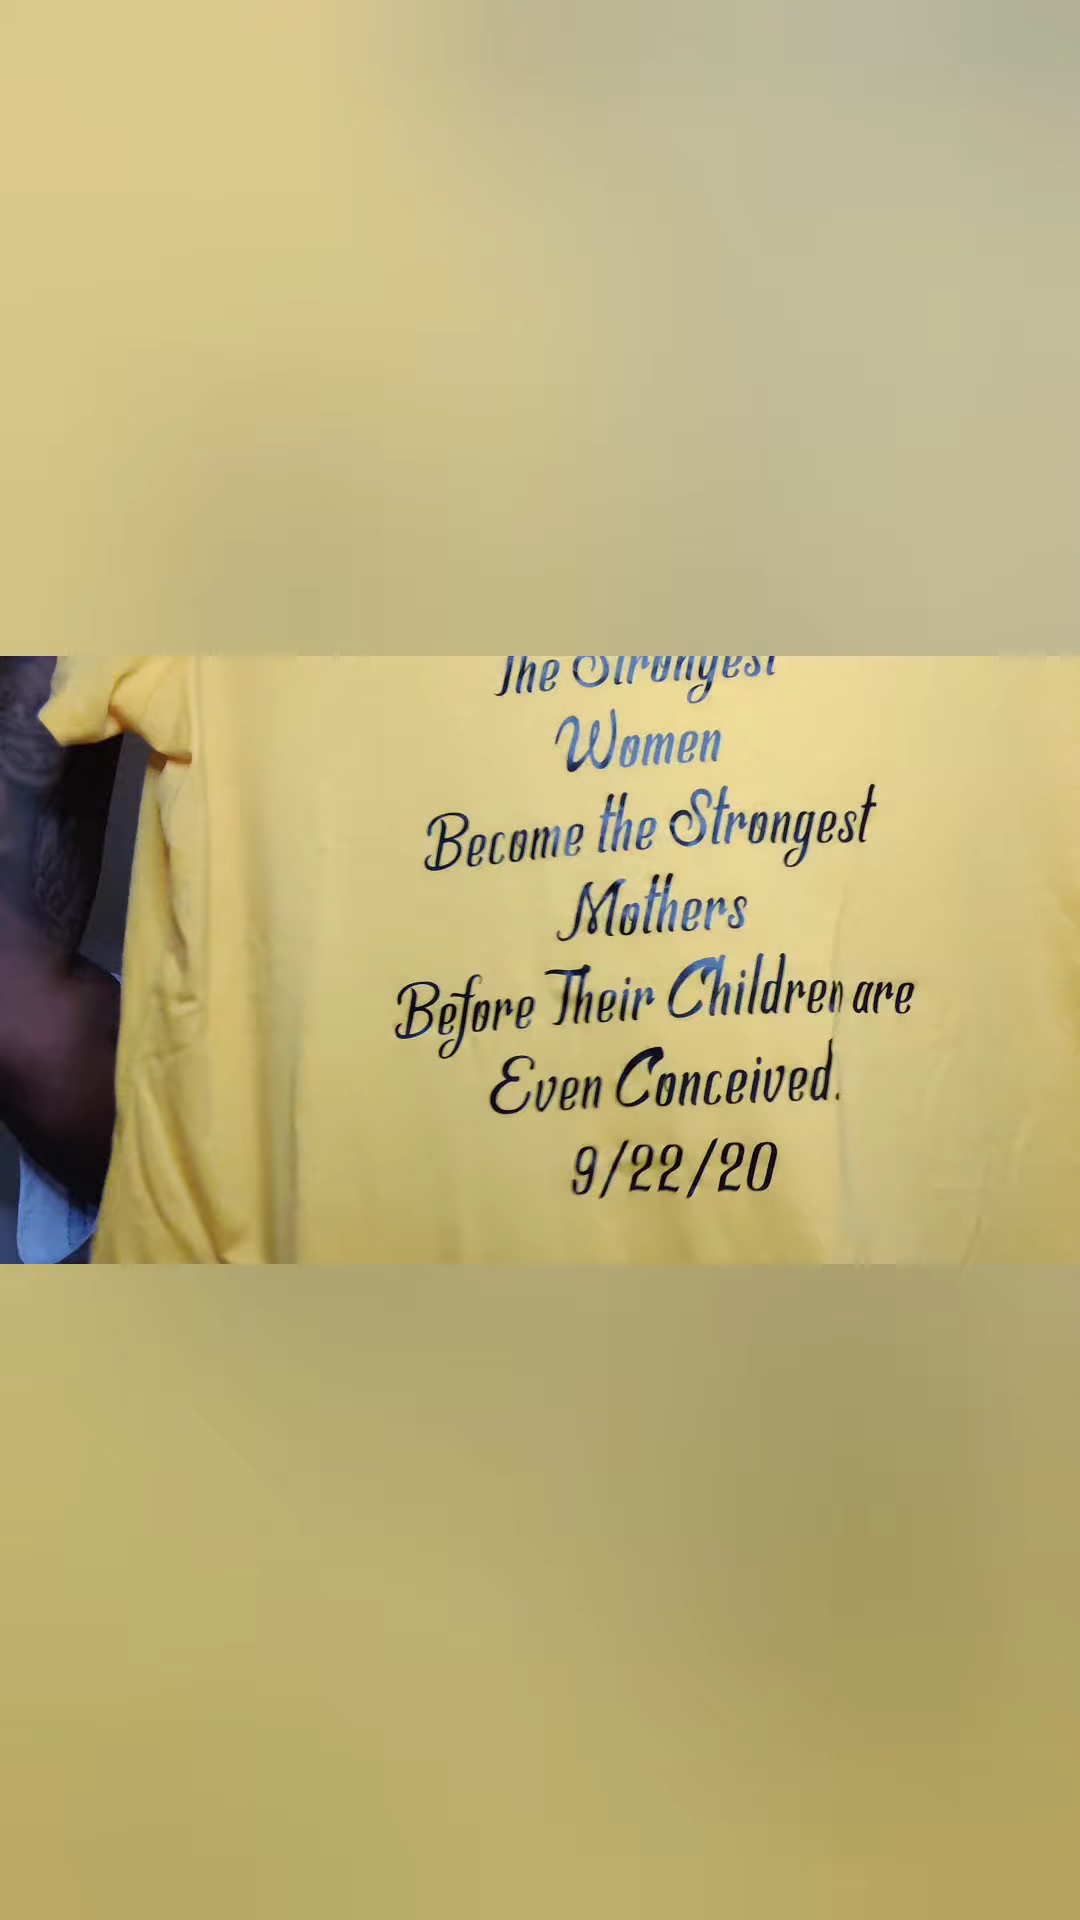 The Strongest
Women
Become the Strongest
Mothers
Before Their Children are
Even Conceived.
9/22/20